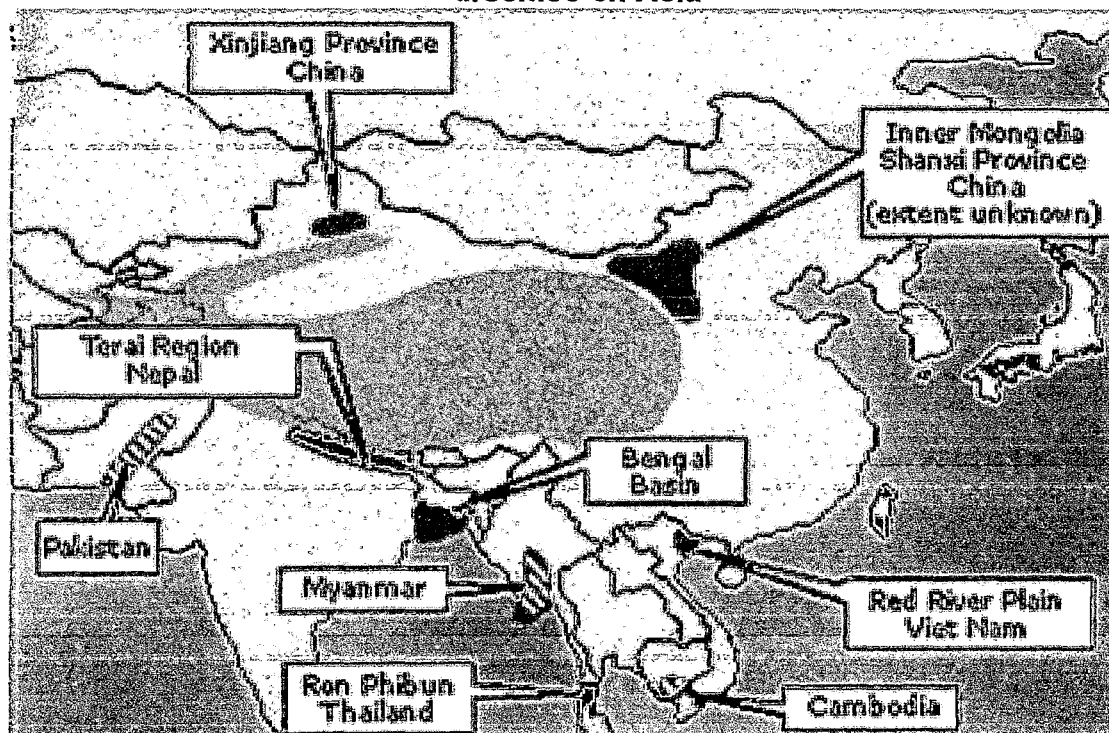 Xinjiang Province
China
Inner Mongolia
Shanxi Province
China
(extent unknown)
Terai Region
Nepal
Bengal
Basin
Pakistan
Myanmar
Red River Plain
Viet Nam
Ron Phibun
Thailand
Cambodia